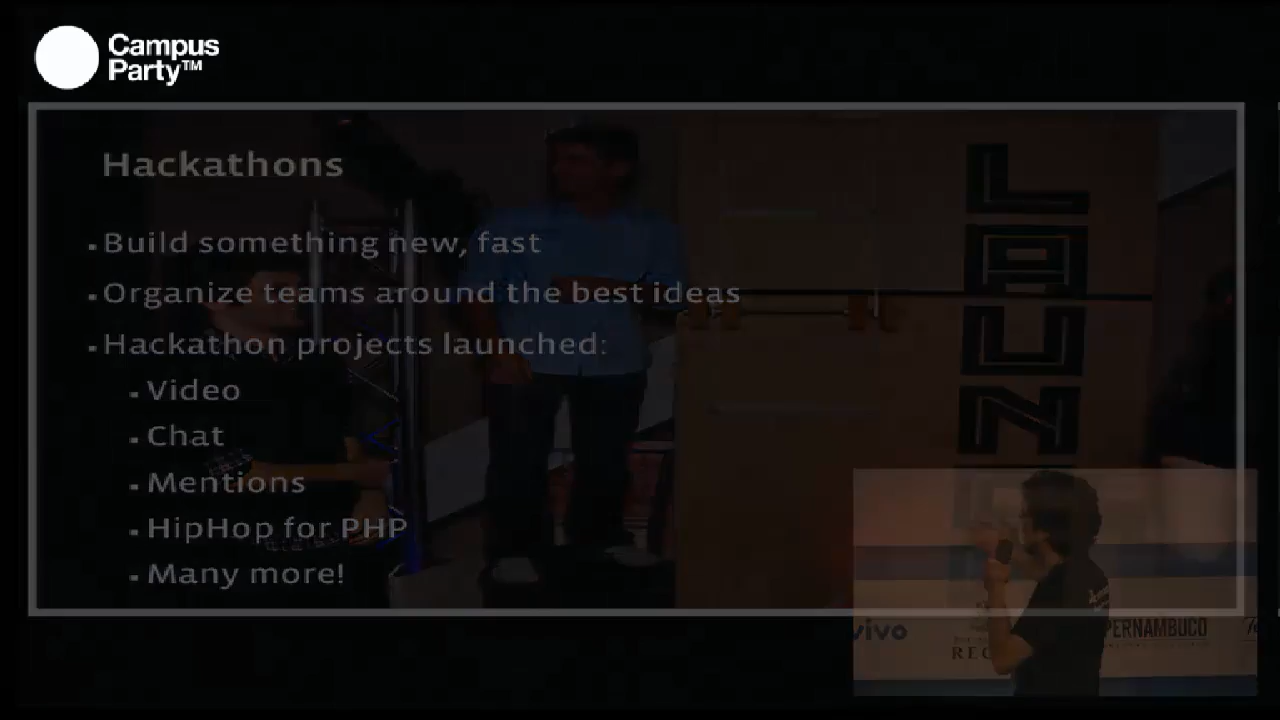 Campus
Party™
Hackathons
Build something new, fast
Organize teams around the best ideas
Hackathon projects launched:
Video
Chat
Mentions
HipHop for PHP
Many more!
vivo
PERNAMBUCO
REC